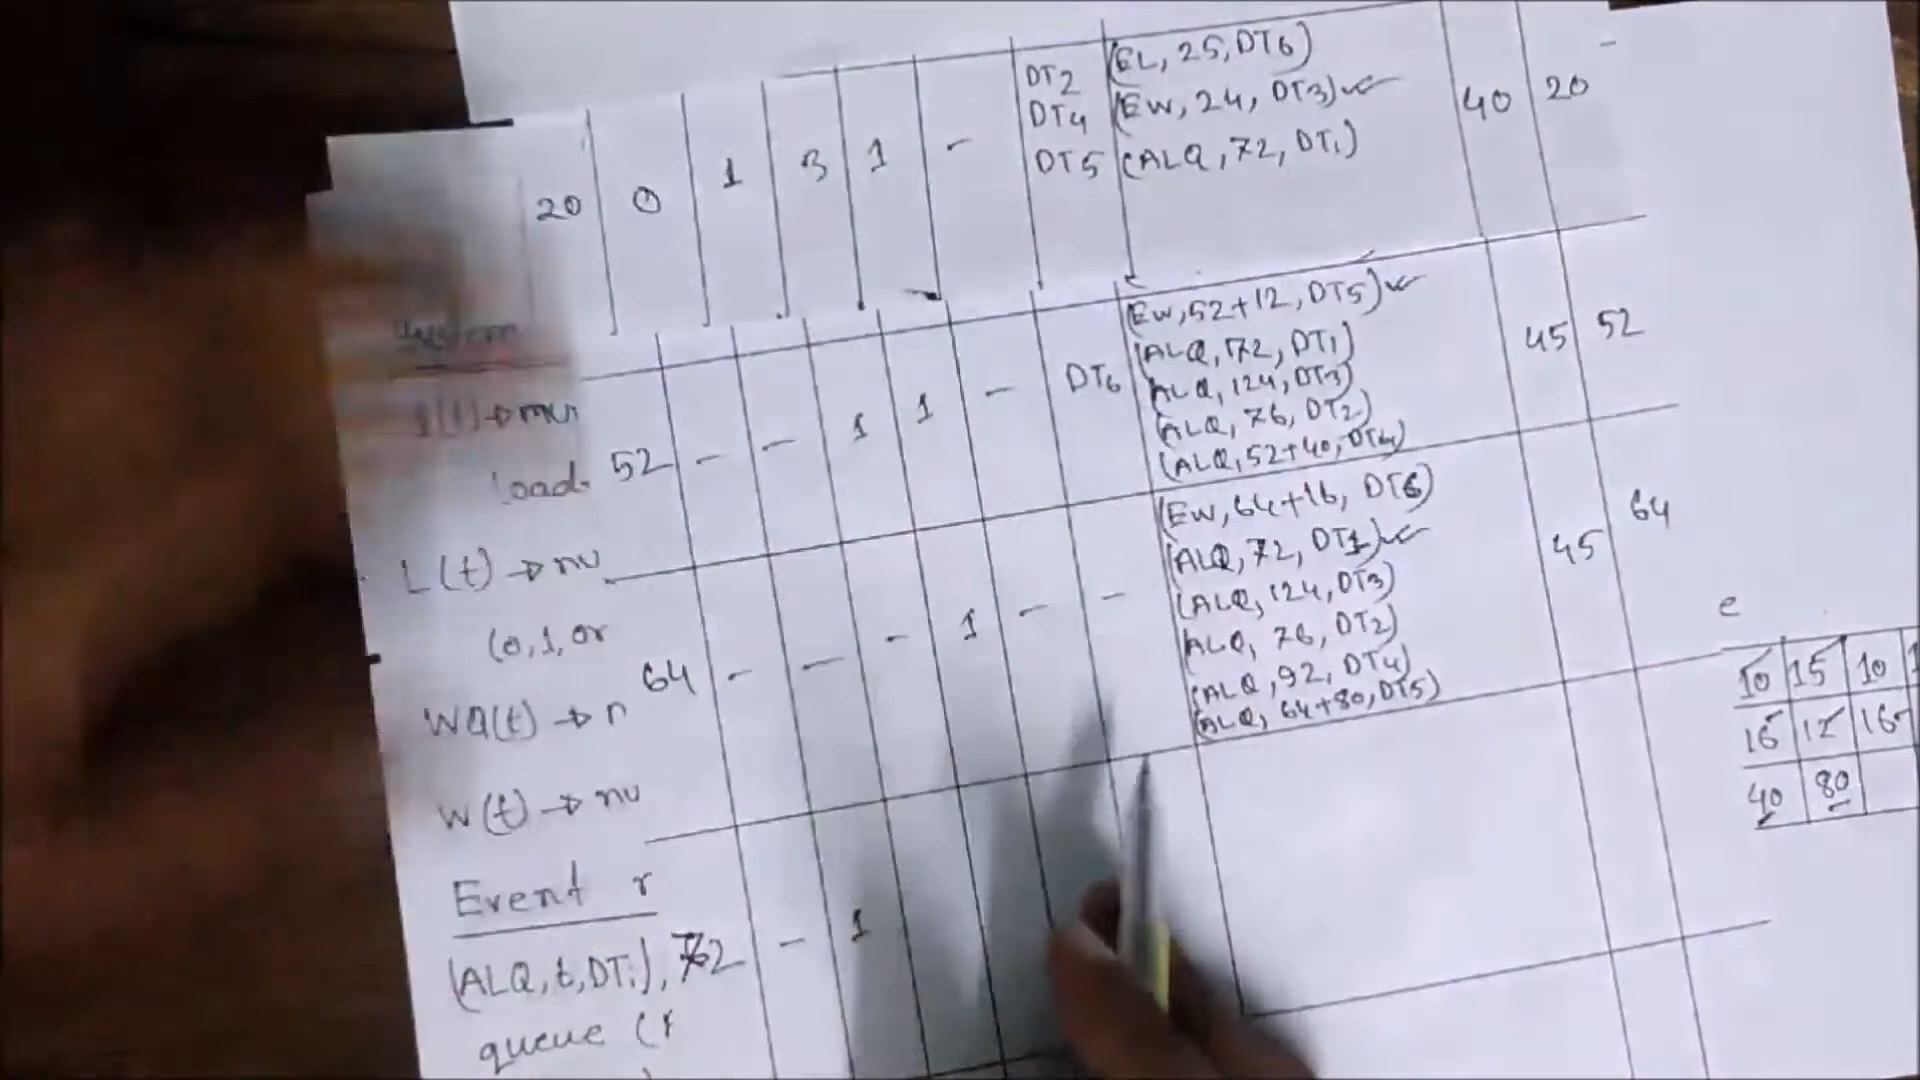 20 0 1 3 1 - DT2 (EL, 25, DT6) 40 20 -
DT4 (EW, 24, DT3)
DT5 (ALQ, 72, DT1)
52 - - 1 1 - DT6 (EW, 52+12, DT5) 45 52
(ALQ, 72, DT1)
(ALQ, 124, DT3)
(ALQ, 76, DT2)
(ALQ, 52+40, DT4)
64 - - - 1 - - (EW, 64+16, DT6) 45 64
(ALQ, 72, DT1)
(ALQ, 124, DT3)
(ALQ, 76, DT2)
(ALQ, 92, DT4)
(ALQ, 64+80, DT5)
72 - 1
load.
L(t) → nu
(0, 1, or
WQ(t) → n
W(t) → nu
Event r
(ALQ, t, DTi),
queue (
e
10 15 10
15 12 16
40 80